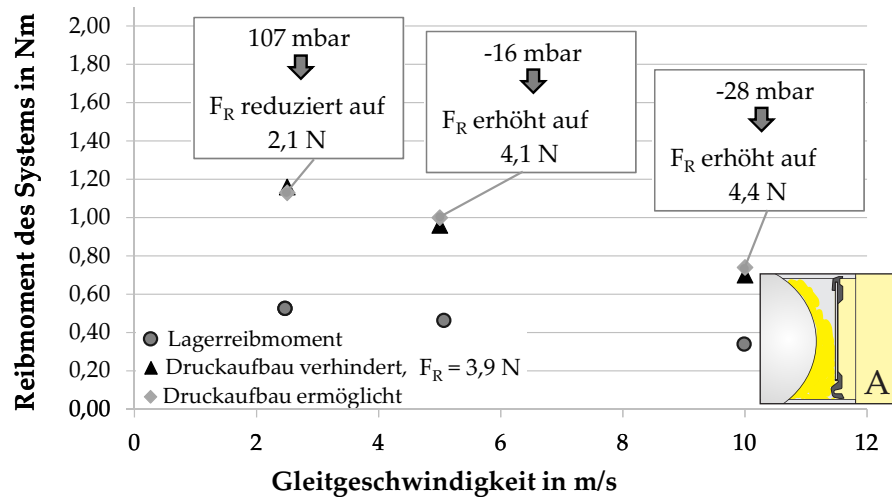 Reibmoment des Systems in Nm
2,00
1,80
1,60
1,40
1,20
1,00
0,80
0,60
0,40
0,20
0,00
107 mbar
F_R reduziert auf
2,1 N
-16 mbar
F_R erhöht auf
4,1 N
-28 mbar
F_R erhöht auf
4,4 N
Lagerreibmoment
Druckaufbau verhindert, F_R = 3,9 N
Druckaufbau ermöglicht
A
0 2 4 6 8 10 12
Gleitgeschwindigkeit in m/s